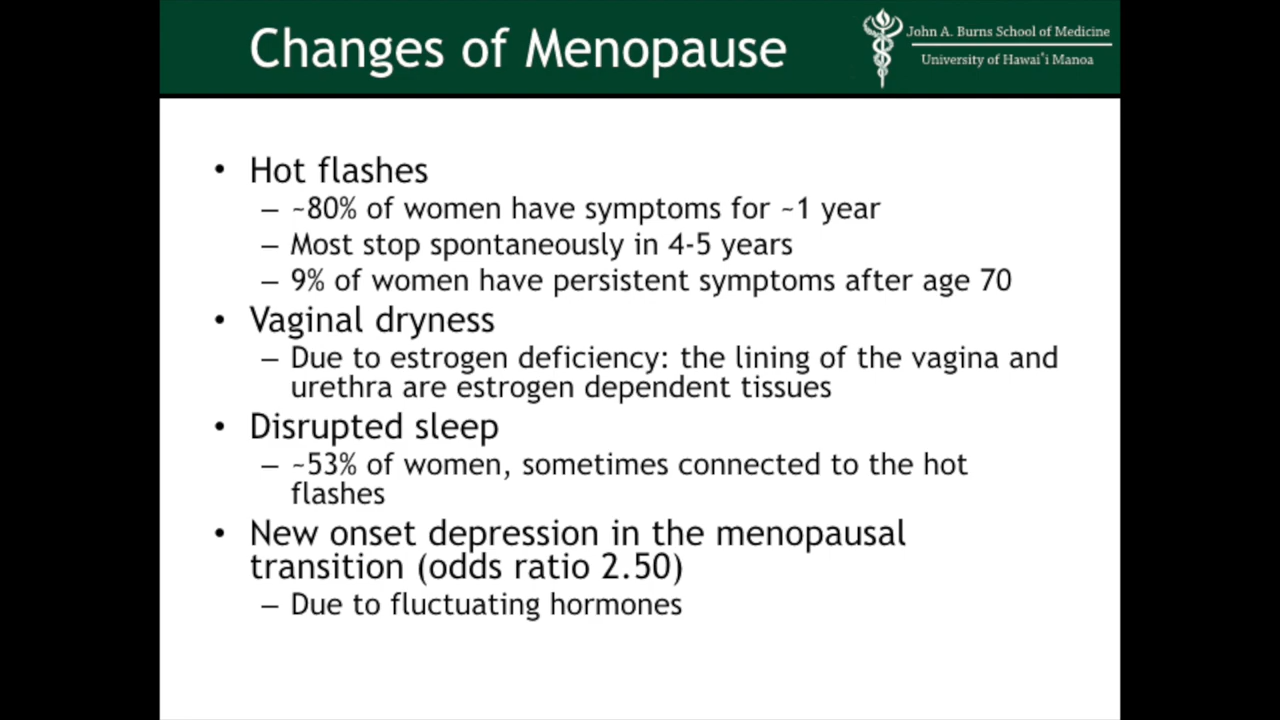 Changes of Menopause
John A. Burns School of Medicine
University of Hawai'i Manoa
• Hot flashes
– ~80% of women have symptoms for ~1 year
– Most stop spontaneously in 4-5 years
– 9% of women have persistent symptoms after age 70
• Vaginal dryness
– Due to estrogen deficiency: the lining of the vagina and
urethra are estrogen dependent tissues
• Disrupted sleep
– ~53% of women, sometimes connected to the hot
flashes
• New onset depression in the menopausal
transition (odds ratio 2.50)
– Due to fluctuating hormones